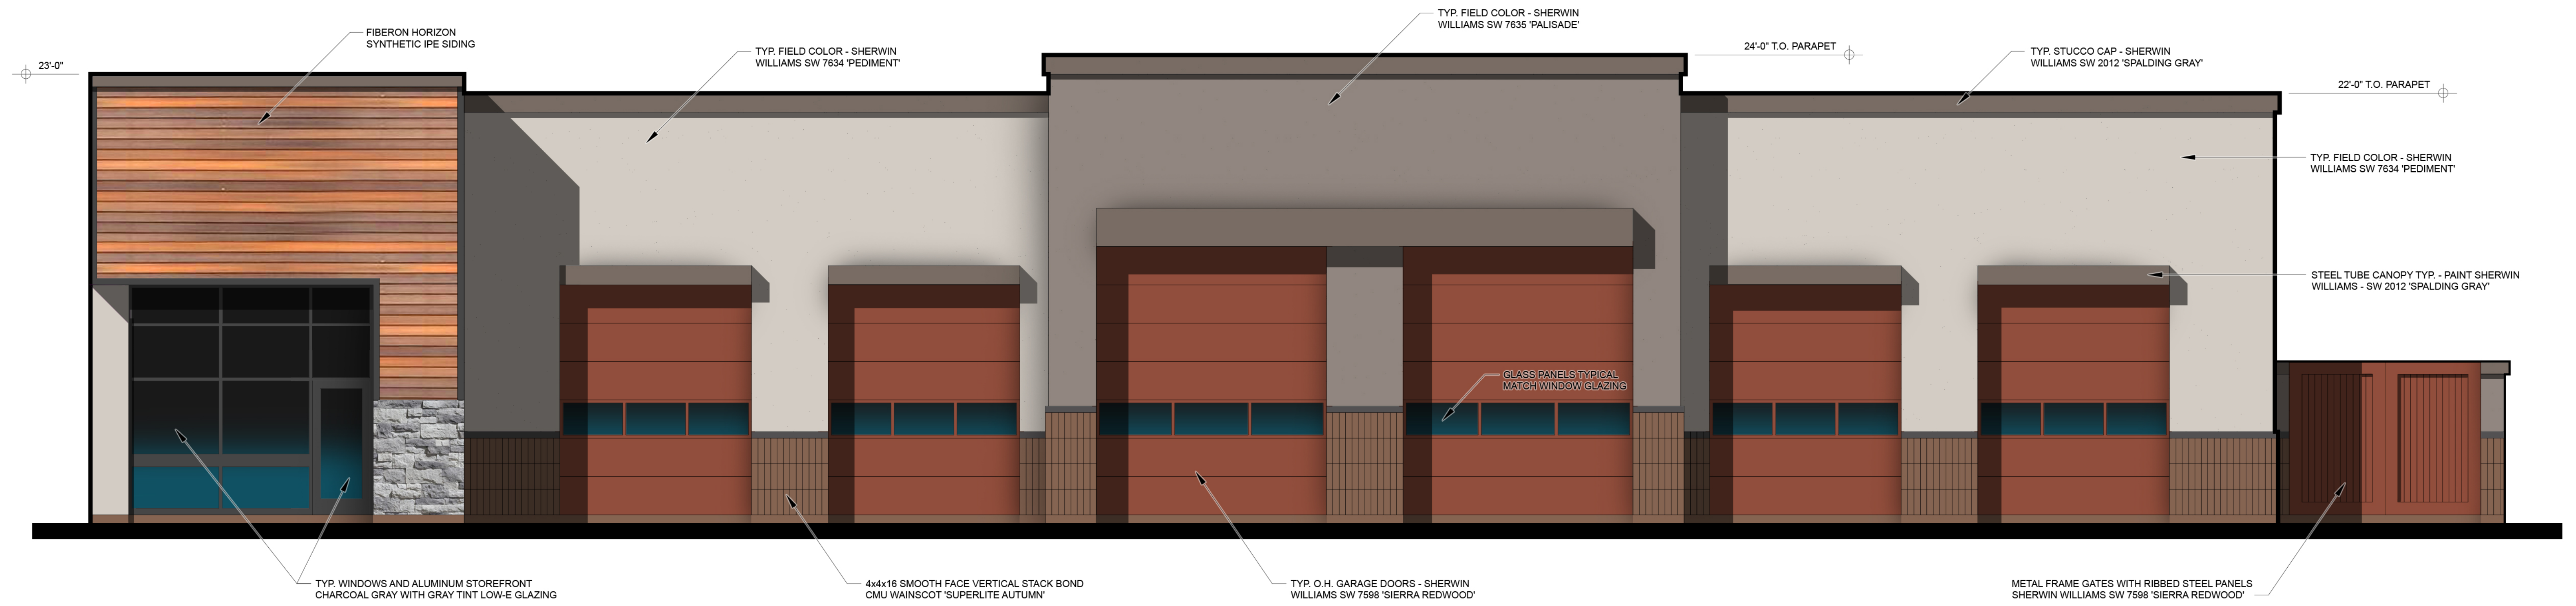 TYP. FIELD COLOR - SHERWIN
WILLIAMS SW 7635 'PALISADE'
FIBERON HORIZON
SYNTHETIC IPE SIDING
24'-0" T.O. PARAPET
TYP. FIELD COLOR - SHERWIN
WILLIAMS SW 7634 'PEDIMENT'
TYP. STUCCO CAP - SHERWIN
WILLIAMS SW 2012 'SPALDING GRAY'
23'-0"
22'-0" T.O. PARAPET
TYP. FIELD COLOR - SHERWIN
WILLIAMS SW 7634 'PEDIMENT'
STEEL TUBE CANOPY TYP. - PAINT SHERWIN
WILLIAMS - SW 2012 'SPALDING GRAY'
GLASS PANELS TYPICAL
MATCH WINDOW GLAZING
TYP. WINDOWS AND ALUMINUM STOREFRONT
CHARCOAL GRAY WITH GRAY TINT LOW-E GLAZING
4x4x16 SMOOTH FACE VERTICAL STACK BOND
CMU WAINSCOT 'SUPERLITE AUTUMN'
TYP. O.H. GARAGE DOORS - SHERWIN
WILLIAMS SW 7598 'SIERRA REDWOOD'
METAL FRAME GATES WITH RIBBED STEEL PANELS
SHERWIN WILLIAMS SW 7598 'SIERRA REDWOOD'